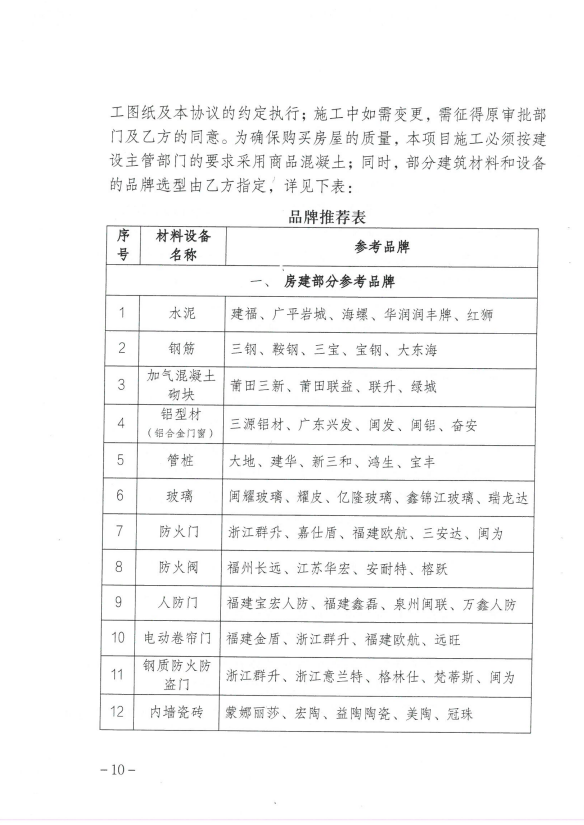 工图纸及本协议的约定执行；施工中如需变更，需征得原审批部
门及乙方的同意。为确保购买房屋的质量，本项目施工必须按建
设主管部门的要求采用商品混凝土；同时，部分建筑材料和设备
的品牌选型由乙方指定，详见下表：
品牌推荐表
序号 材料设备名称 参考品牌
一、 房建部分参考品牌
1 水泥 建福、广平岩城、海螺、华润润丰牌、红狮
2 钢筋 三钢、鞍钢、三宝、宝钢、大东海
3 加气混凝土砌块 莆田三新、莆田联益、联升、绿城
4 铝型材（铝合金门窗） 三源铝材、广东兴发、闽发、闽铝、奋安
5 管桩 大地、建华、新三和、鸿生、宝丰
6 玻璃 闽耀玻璃、耀皮、亿隆玻璃、鑫锦江玻璃、瑞龙达
7 防火门 浙江群升、嘉仕盾、福建欧航、三安达、闽为
8 防火阀 福州长远、江苏华宏、安耐特、榕跃
9 人防门 福建宝宏人防、福建鑫磊、泉州闽联、万鑫人防
10 电动卷帘门 福建金盾、浙江群升、福建欧航、远旺
11 钢质防火防盗门 浙江群升、浙江意兰特、格林仕、梵蒂斯、闽为
12 内墙瓷砖 蒙娜丽莎、宏陶、益陶陶瓷、美陶、冠珠
－10－